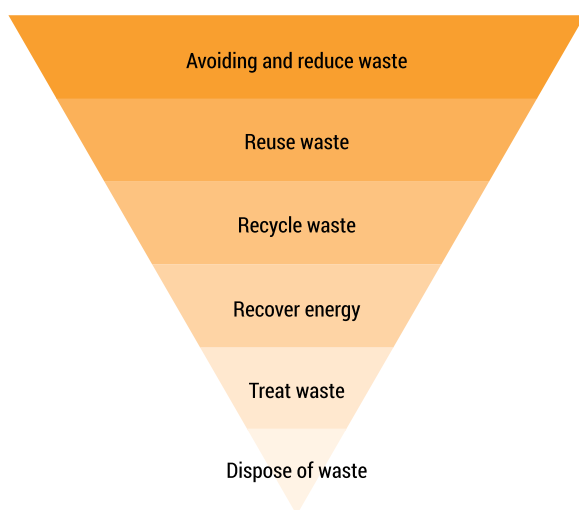 Avoiding and reduce waste
Reuse waste
Recycle waste
Recover energy
Treat waste
Dispose of waste